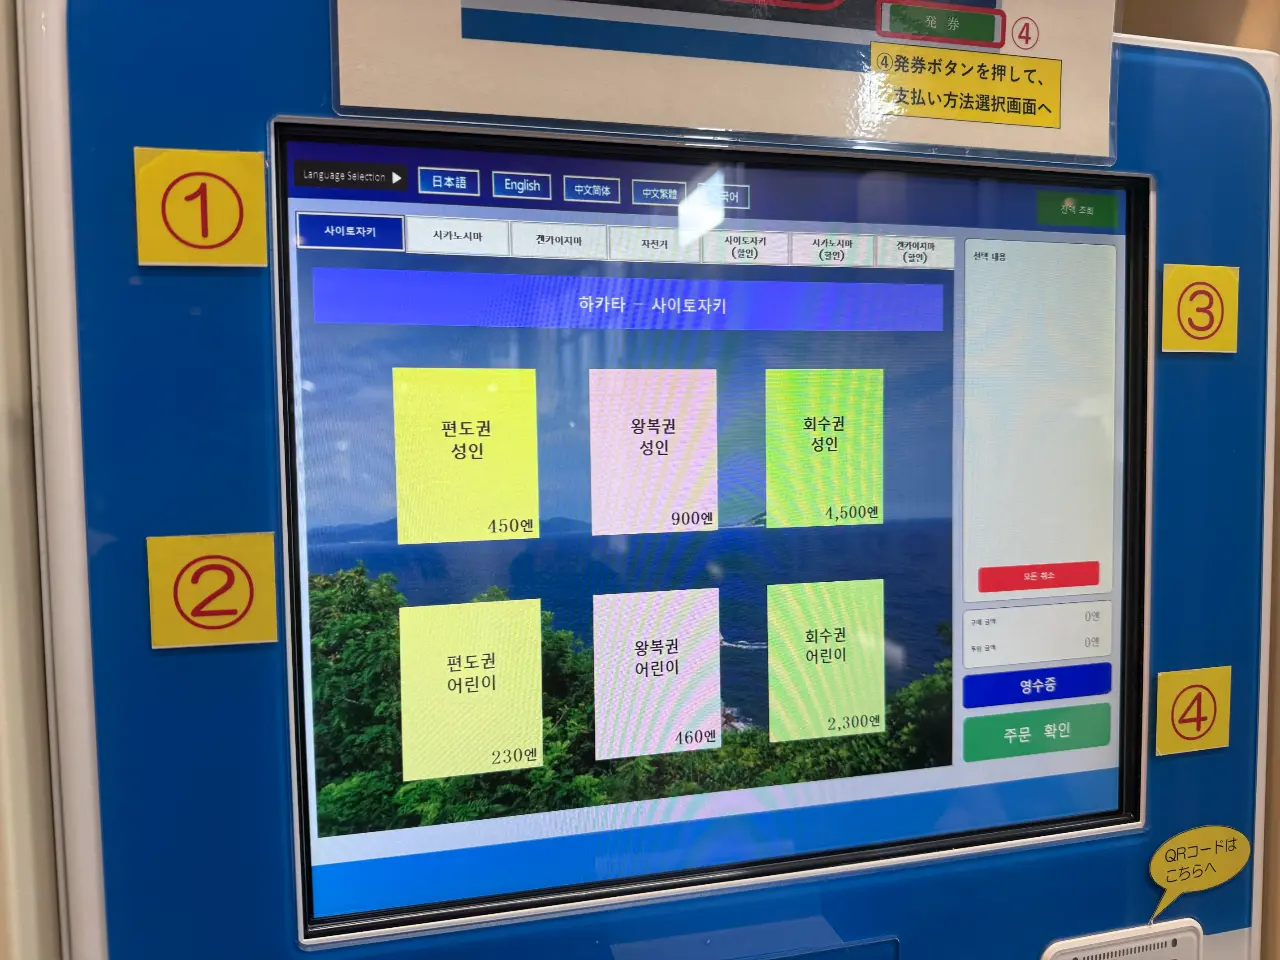 発券
④
④発券ボタンを押して、
支払い方法選択画面へ
①
②
③
④
Language Selection ▶
日本語
English
中文简体
中文繁體
국어
조회
사이토자키
시카노시마
겐카이지마
자전거
사이토자키
(할인)
시카노시마
(할인)
겐카이지마
(할인)
선택 내용
하카타 － 사이토자키
편도권
성인
450엔
왕복권
성인
900엔
회수권
성인
4,500엔
편도권
어린이
230엔
왕복권
어린이
460엔
회수권
어린이
2,300엔
모든 취소
구매 금액
0엔
투입 금액
0엔
영수증
주문 확인
QRコードは
こちらへ